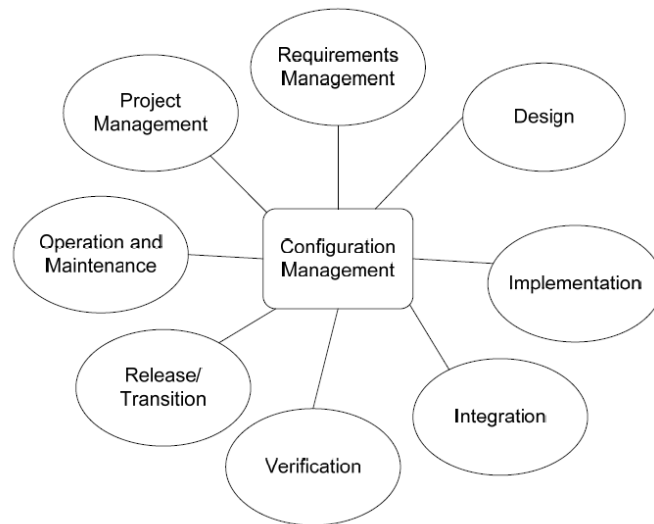 Requirements
Management
Project
Management
Design
Operation and
Maintenance
Configuration
Management
Implementation
Release/
Transition
Integration
Verification